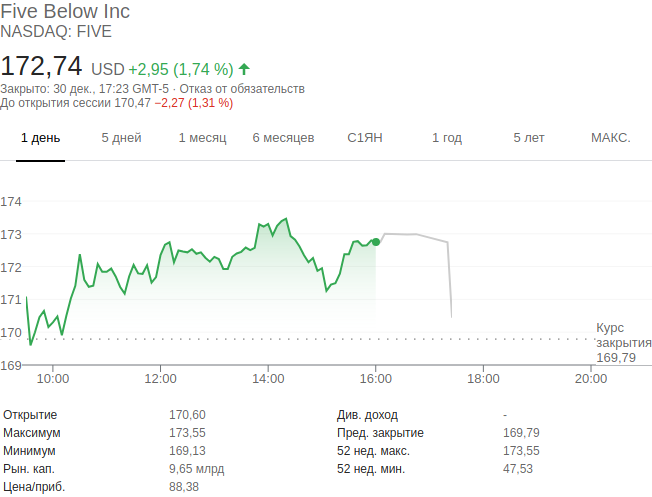 Five Below Inc
NASDAQ: FIVE
172,74 USD +2,95 (1,74 %)
Закрыто: 30 дек., 17:23 GMT-5 · Отказ от обязательств
До открытия сессии 170,47 −2,27 (1,31 %)
1 день 5 дней 1 месяц 6 месяцев С1ЯН 1 год 5 лет МАКС.
174
173
172
171
170
169
Курс
закрытия
169,79
10:00 12:00 14:00 16:00 18:00 20:00
Открытие 170,60 Див. доход -
Максимум 173,55 Пред. закрытие 169,79
Минимум 169,13 52 нед. макс. 173,55
Рын. кап. 9,65 млрд 52 нед. мин. 47,53
Цена/приб. 88,38